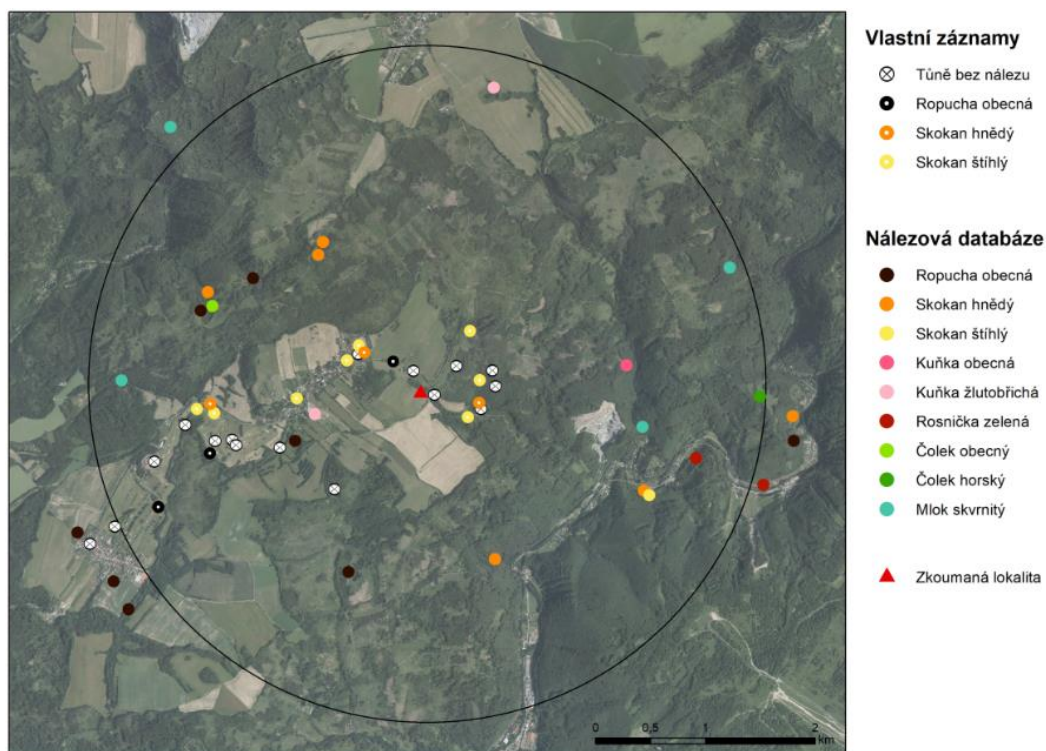 Vlastní záznamy
Tůně bez nálezu
Ropucha obecná
Skokan hnědý
Skokan štíhlý
Nálezová databáze
Ropucha obecná
Skokan hnědý
Skokan štíhlý
Kuňka obecná
Kuňka žlutobřichá
Rosnička zelená
Čolek obecný
Čolek horský
Mlok skvrnitý
Zkoumaná lokalita
0 0,5 1 2
km